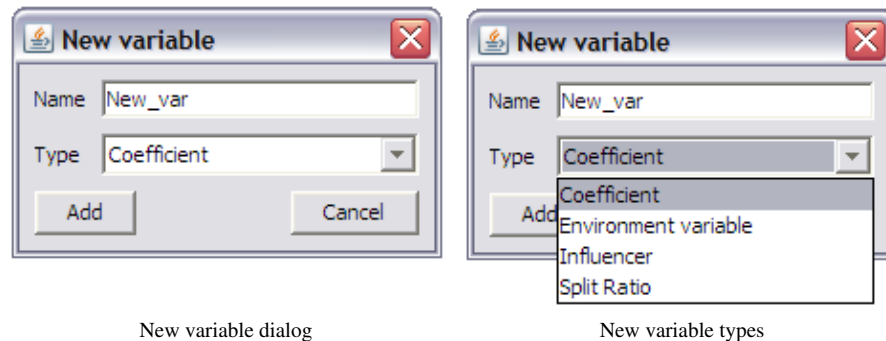 New variable
Name New_var
Type Coefficient
Add Cancel
New variable dialog
New variable
Name New_var
Type Coefficient
Coefficient
Add
Environment variable
Influencer
Split Ratio
New variable types